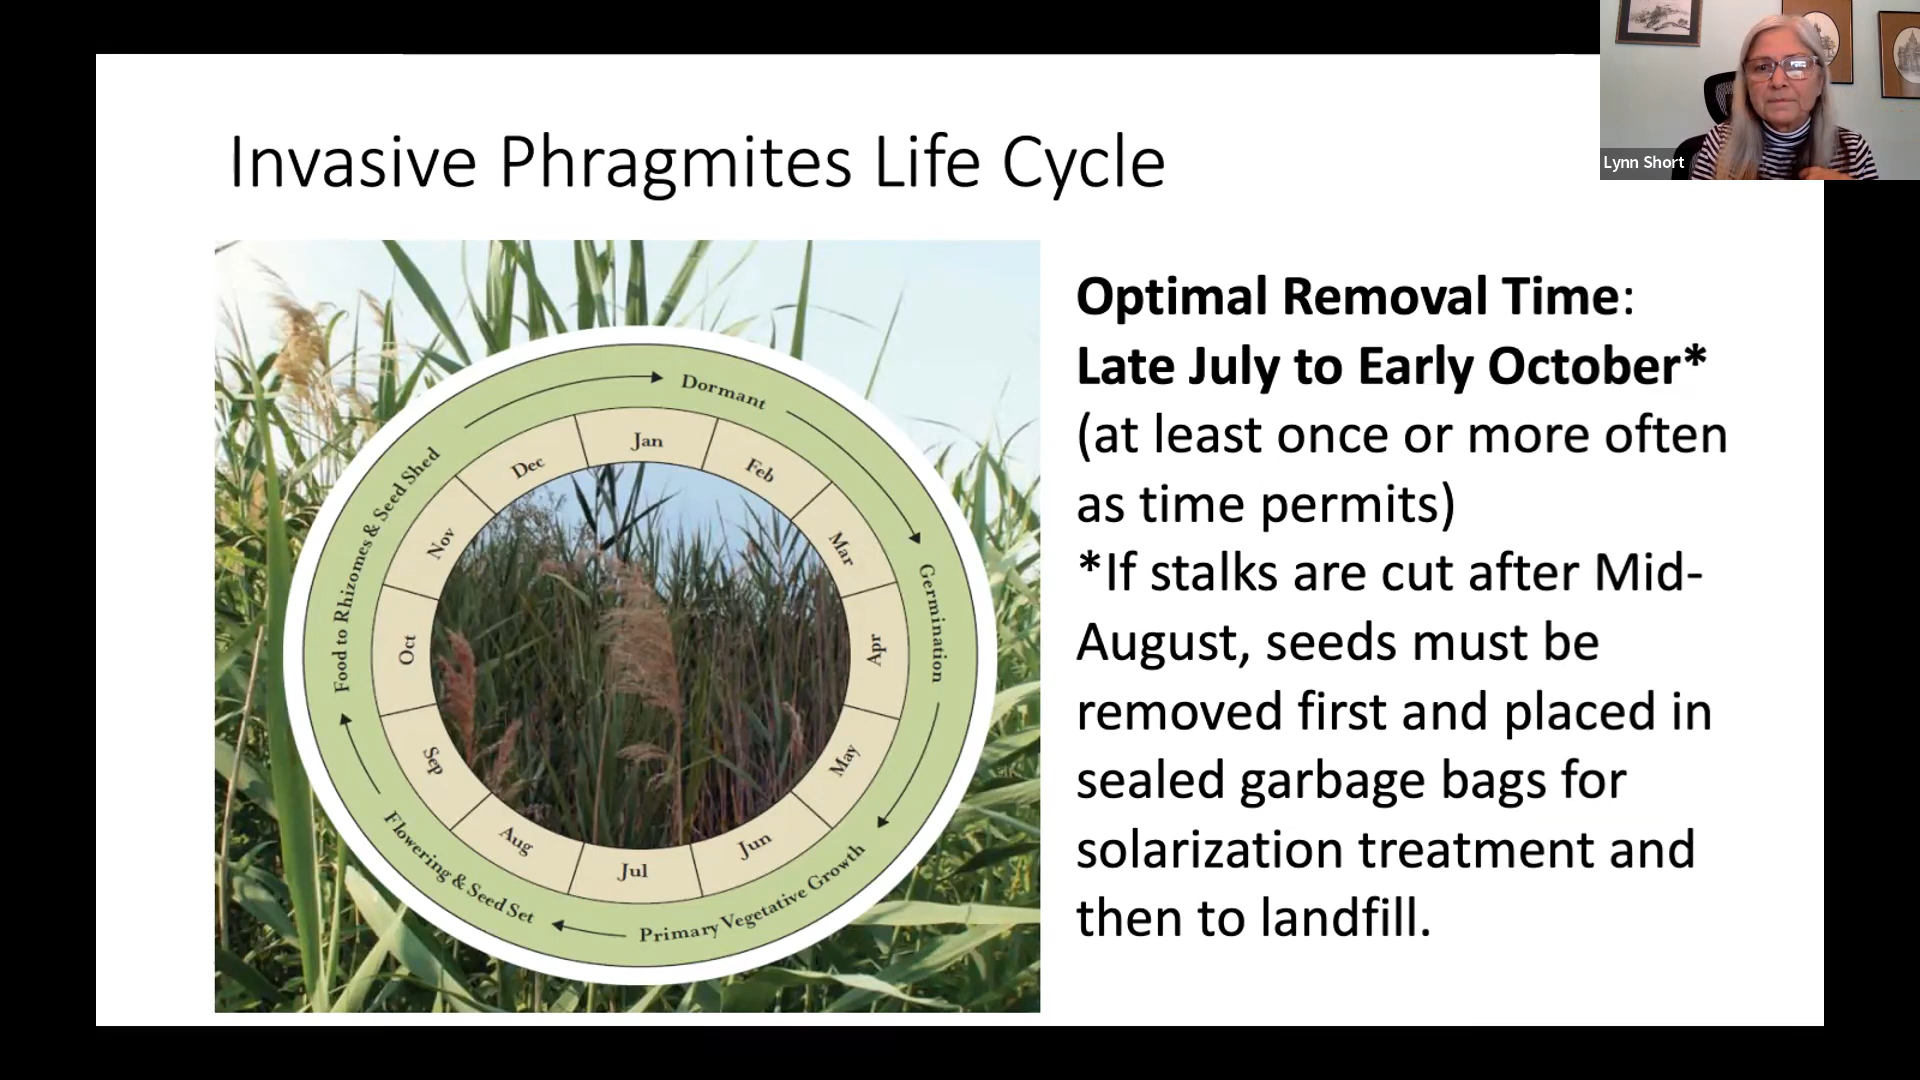 Lynn Short
Invasive Phragmites Life Cycle
Optimal Removal Time:
Late July to Early October*
(at least once or more often
as time permits)
*If stalks are cut after Mid-
August, seeds must be
removed first and placed in
sealed garbage bags for
solarization treatment and
then to landfill.
Dormant
Germination
Primary Vegetative Growth
Flowering & Seed Set
Food to Rhizomes & Seed Shed
Jan
Feb
Mar
Apr
May
Jun
Jul
Aug
Sep
Oct
Nov
Dec